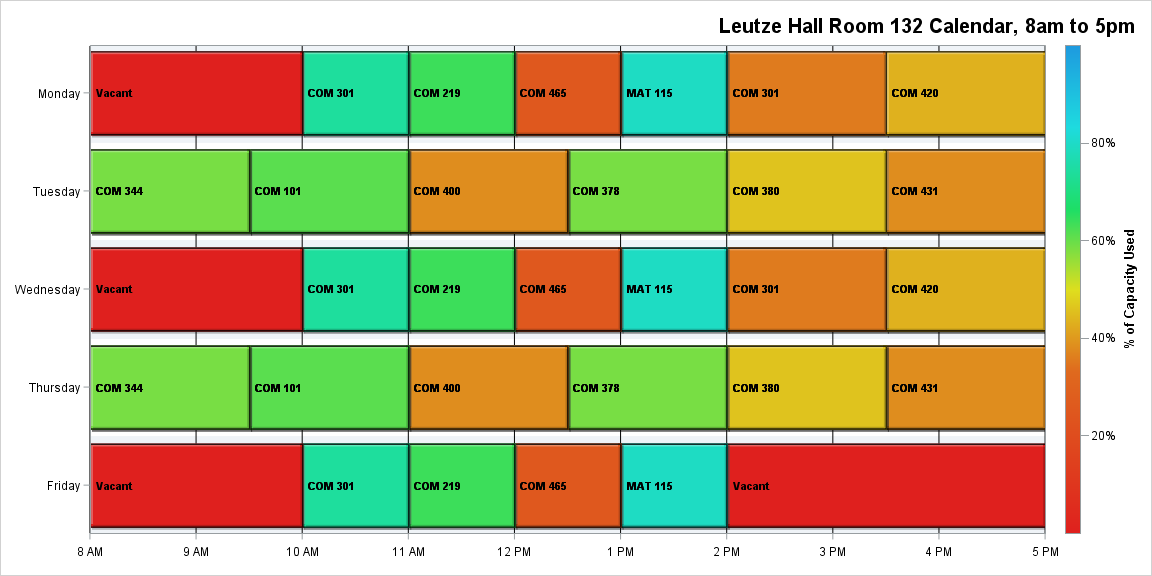 Leutze Hall Room 132 Calendar, 8am to 5pm
Monday
Vacant
COM 301
COM 219
COM 465
MAT 115
COM 301
COM 420
Tuesday
COM 344
COM 101
COM 400
COM 378
COM 380
COM 431
Wednesday
Vacant
COM 301
COM 219
COM 465
MAT 115
COM 301
COM 420
Thursday
COM 344
COM 101
COM 400
COM 378
COM 380
COM 431
Friday
Vacant
COM 301
COM 219
COM 465
MAT 115
Vacant
8 AM
9 AM
10 AM
11 AM
12 PM
1 PM
2 PM
3 PM
4 PM
5 PM
80%
60%
40%
20%
% of Capacity Used